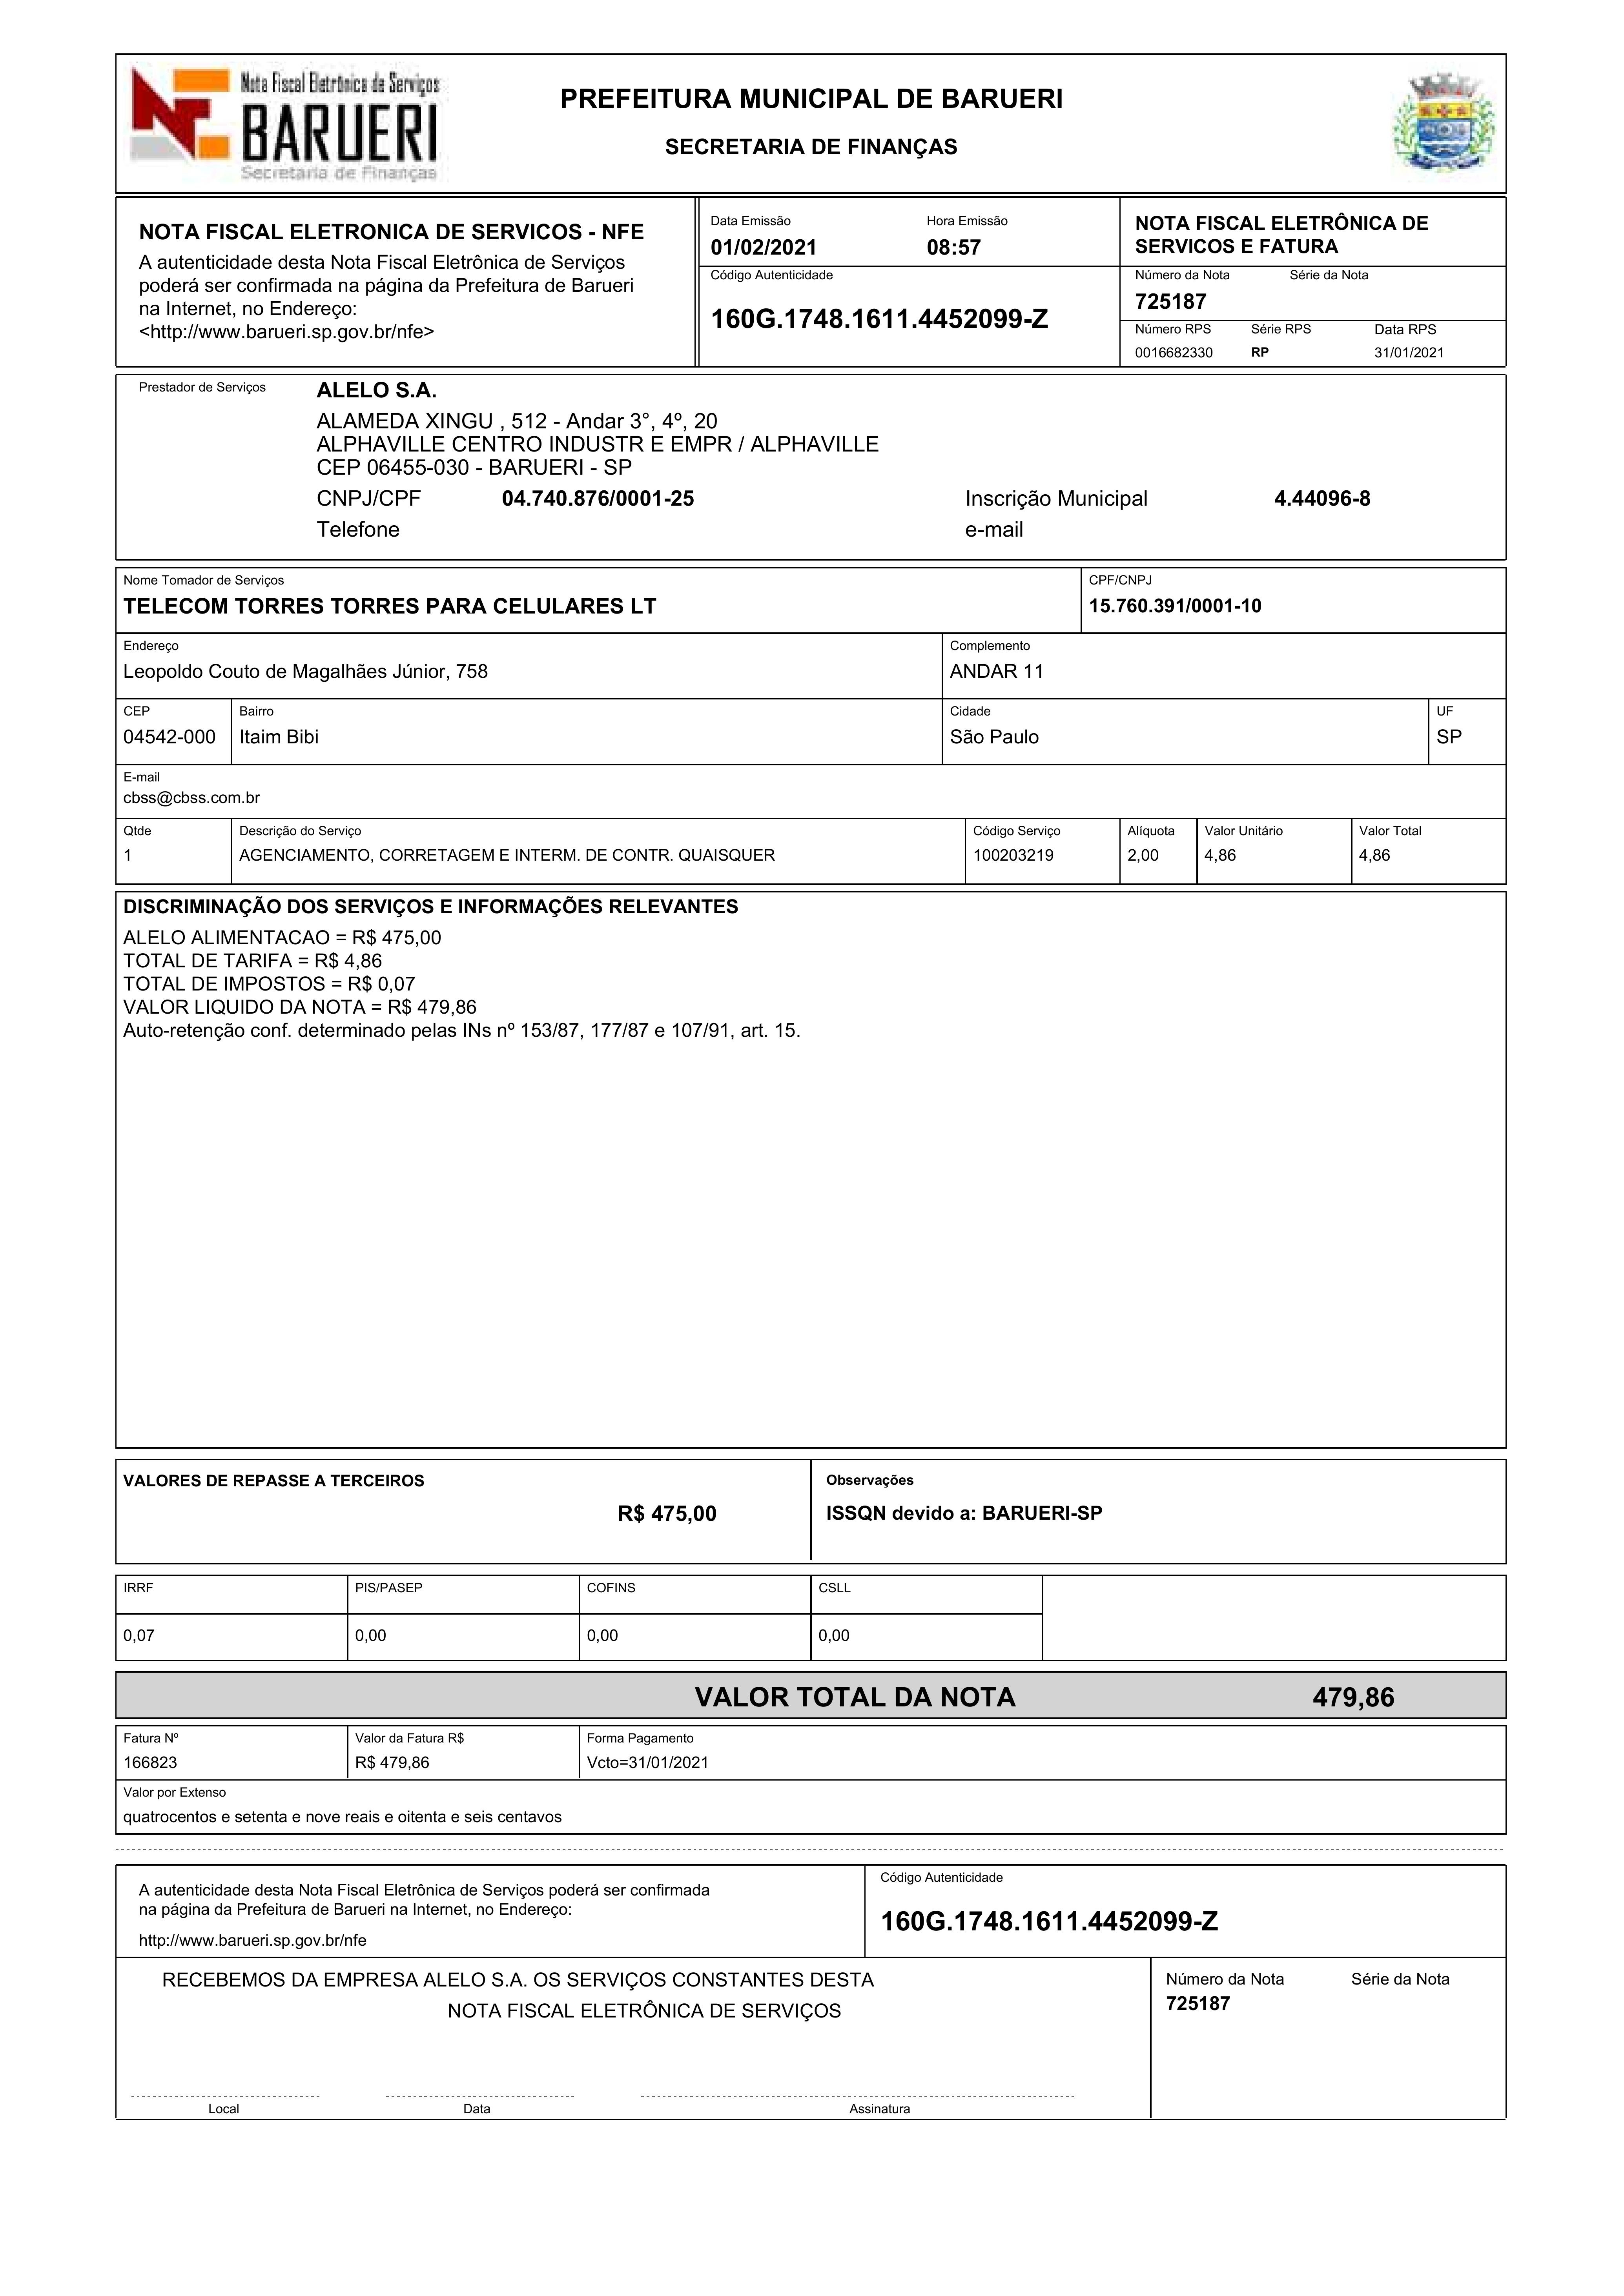 Nota Fiscal Eletrônica de Serviços
BARUERI
Secretaria de Finanças
PREFEITURA MUNICIPAL DE BARUERI
SECRETARIA DE FINANÇAS
NOTA FISCAL ELETRONICA DE SERVICOS - NFE
A autenticidade desta Nota Fiscal Eletrônica de Serviços
poderá ser confirmada na página da Prefeitura de Barueri
na Internet, no Endereço:
<http://www.barueri.sp.gov.br/nfe>
Data Emissão Hora Emissão
01/02/2021 08:57
Código Autenticidade
160G.1748.1611.4452099-Z
NOTA FISCAL ELETRÔNICA DE
SERVICOS E FATURA
Número da Nota Série da Nota
725187
Número RPS Série RPS Data RPS
0016682330 RP 31/01/2021
Prestador de Serviços ALELO S.A.
ALAMEDA XINGU , 512 - Andar 3°, 4º, 20
ALPHAVILLE CENTRO INDUSTR E EMPR / ALPHAVILLE
CEP 06455-030 - BARUERI - SP
CNPJ/CPF 04.740.876/0001-25 Inscrição Municipal 4.44096-8
Telefone e-mail
Nome Tomador de Serviços CPF/CNPJ
TELECOM TORRES TORRES PARA CELULARES LT 15.760.391/0001-10
Endereço Complemento
Leopoldo Couto de Magalhães Júnior, 758 ANDAR 11
CEP Bairro Cidade UF
04542-000 Itaim Bibi São Paulo SP
E-mail
cbss@cbss.com.br
Qtde Descrição do Serviço Código Serviço Alíquota Valor Unitário Valor Total
1 AGENCIAMENTO, CORRETAGEM E INTERM. DE CONTR. QUAISQUER 100203219 2,00 4,86 4,86
DISCRIMINAÇÃO DOS SERVIÇOS E INFORMAÇÕES RELEVANTES
ALELO ALIMENTACAO = R$ 475,00
TOTAL DE TARIFA = R$ 4,86
TOTAL DE IMPOSTOS = R$ 0,07
VALOR LIQUIDO DA NOTA = R$ 479,86
Auto-retenção conf. determinado pelas INs nº 153/87, 177/87 e 107/91, art. 15.
VALORES DE REPASSE A TERCEIROS Observações
R$ 475,00 ISSQN devido a: BARUERI-SP
IRRF PIS/PASEP COFINS CSLL
0,07 0,00 0,00 0,00
VALOR TOTAL DA NOTA 479,86
Fatura Nº Valor da Fatura R$ Forma Pagamento
166823 R$ 479,86 Vcto=31/01/2021
Valor por Extenso
quatrocentos e setenta e nove reais e oitenta e seis centavos
A autenticidade desta Nota Fiscal Eletrônica de Serviços poderá ser confirmada
na página da Prefeitura de Barueri na Internet, no Endereço:
http://www.barueri.sp.gov.br/nfe
Código Autenticidade
160G.1748.1611.4452099-Z
RECEBEMOS DA EMPRESA ALELO S.A. OS SERVIÇOS CONSTANTES DESTA
NOTA FISCAL ELETRÔNICA DE SERVIÇOS
Número da Nota Série da Nota
725187
Local Data Assinatura